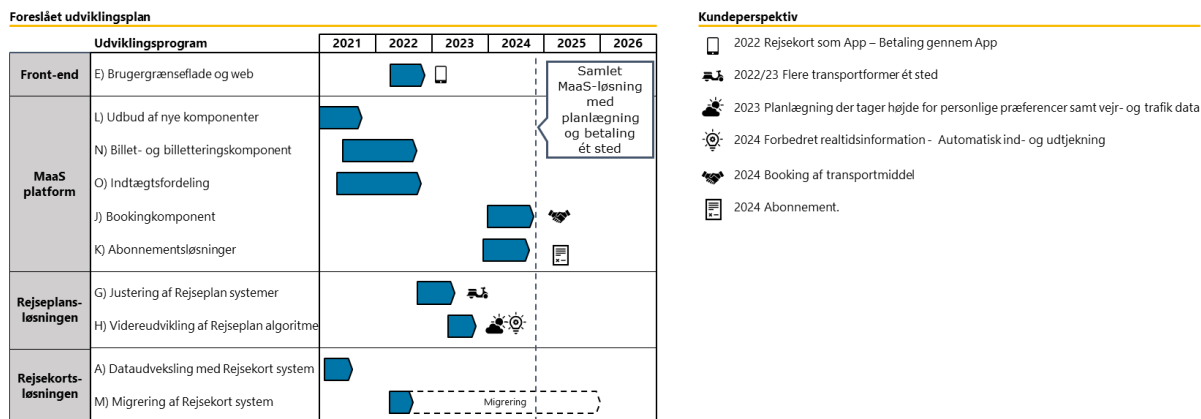 Foreslået udviklingsplan
Udviklingsprogram
2021 2022 2023 2024 2025 2026
Front-end
E) Brugergrænseflade og web
MaaS
platform
L) Udbud af nye komponenter
N) Billet- og billetteringskomponent
O) Indtægtsfordeling
J) Bookingkomponent
K) Abonnementsløsninger
Samlet
MaaS-løsning
med
planlægning
og betaling
ét sted
Rejseplans-
løsningen
G) Justering af Rejseplan systemer
H) Videreudvikling af Rejseplan algoritme
Rejsekorts-
løsningen
A) Dataudveksling med Rejsekort system
M) Migrering af Rejsekort system
Migrering
Kundeperspektiv
2022 Rejsekort som App – Betaling gennem App
2022/23 Flere transportformer ét sted
2023 Planlægning der tager højde for personlige præferencer samt vejr- og trafik data
2024 Forbedret realtidsinformation - Automatisk ind- og udtjekning
2024 Booking af transportmiddel
2024 Abonnement.